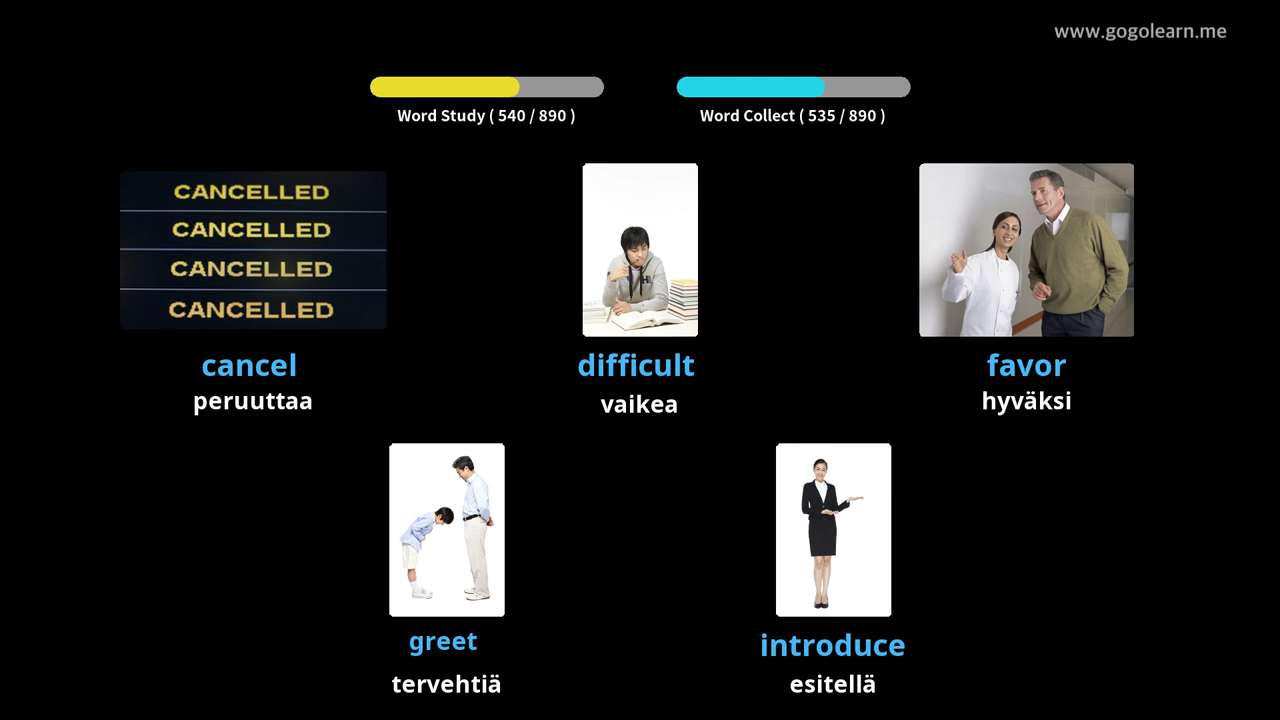 www.gogolearn.me
Word Study ( 540 / 890 )
Word Collect ( 535 / 890 )
CANCELLED
CANCELLED
CANCELLED
CANCELLED
cancel
peruuttaa
difficult
vaikea
favor
hyväksi
greet
tervehtiä
introduce
esitellä